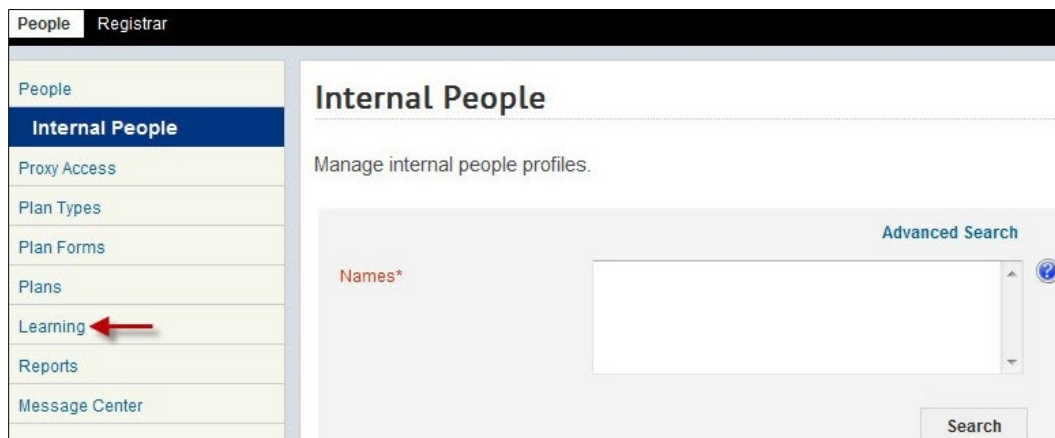 People Registrar
People
Internal People
Proxy Access
Plan Types
Plan Forms
Plans
Learning
Reports
Message Center
Internal People
Manage internal people profiles.
Advanced Search
Names*
?
Search